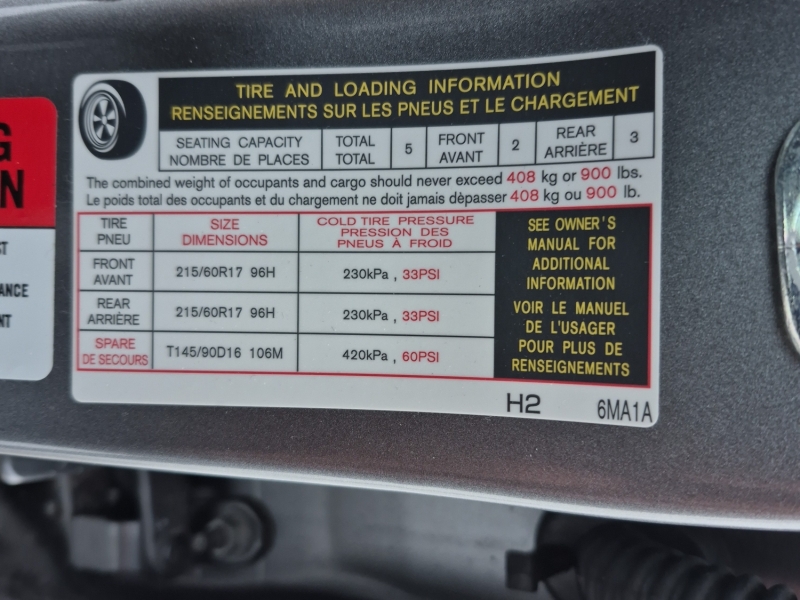 TIRE AND LOADING INFORMATION
RENSEIGNEMENTS SUR LES PNEUS ET LE CHARGEMENT
SEATING CAPACITY TOTAL 5 FRONT 2 REAR 3
NOMBRE DE PLACES TOTAL AVANT ARRIÈRE
The combined weight of occupants and cargo should never exceed 408 kg or 900 lbs.
Le poids total des occupants et du chargement ne doit jamais dépasser 408 kg ou 900 lb.
TIRE SIZE COLD TIRE PRESSURE
PNEU DIMENSIONS PRESSION DES
PNEUS À FROID
FRONT 215/60R17 96H 230kPa , 33PSI
AVANT
REAR 215/60R17 96H 230kPa , 33PSI
ARRIÈRE
SPARE T145/90D16 106M 420kPa , 60PSI
DE SECOURS
SEE OWNER'S
MANUAL FOR
ADDITIONAL
INFORMATION
VOIR LE MANUEL
DE L'USAGER
POUR PLUS DE
RENSEIGNEMENTS
H2 6MA1A